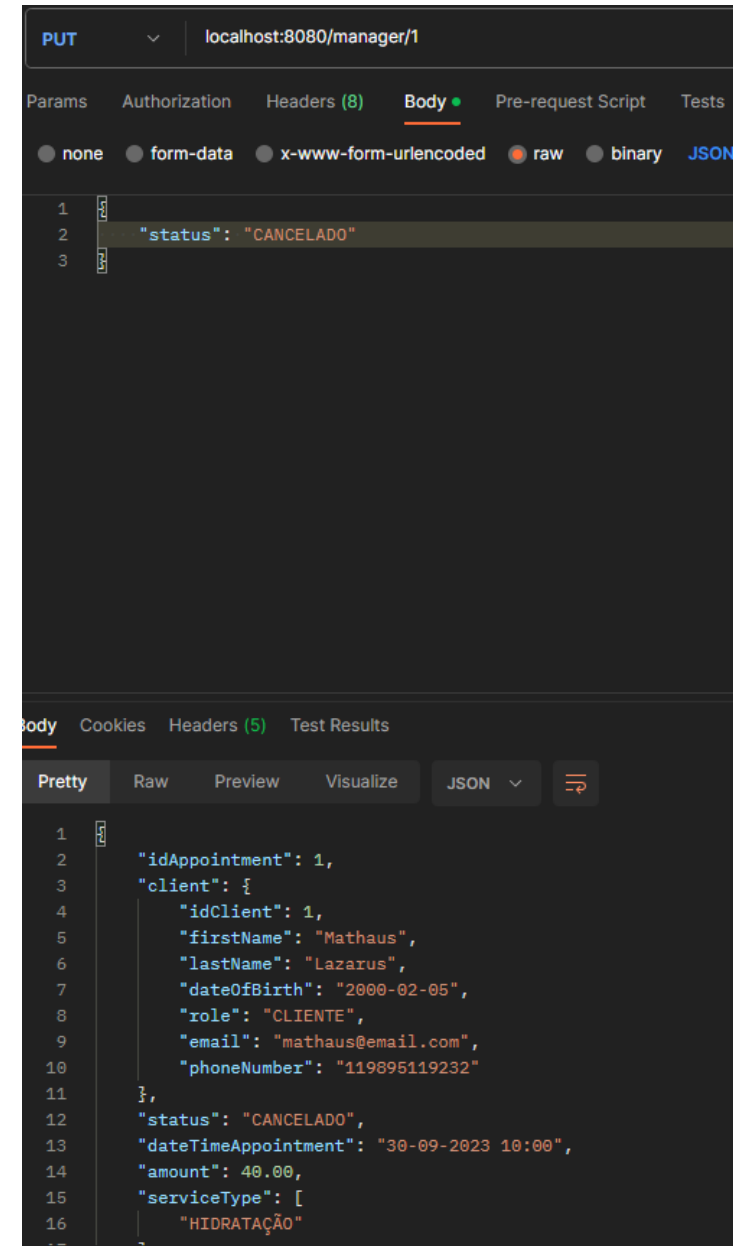 PUT localhost:8080/manager/1
Params Authorization Headers (8) Body Pre-request Script Tests
none form-data x-www-form-urlencoded raw binary JSON
1 {
2 "status": "CANCELADO"
3 }
Body Cookies Headers (5) Test Results
Pretty Raw Preview Visualize JSON
1 {
2 "idAppointment": 1,
3 "client": {
4 "idClient": 1,
5 "firstName": "Mathaus",
6 "lastName": "Lazarus",
7 "dateOfBirth": "2000-02-05",
8 "role": "CLIENTE",
9 "email": "mathaus@email.com",
10 "phoneNumber": "119895119232"
11 },
12 "status": "CANCELADO",
13 "dateTimeAppointment": "30-09-2023 10:00",
14 "amount": 40.00,
15 "serviceType": [
16 "HIDRATAÇÃO"